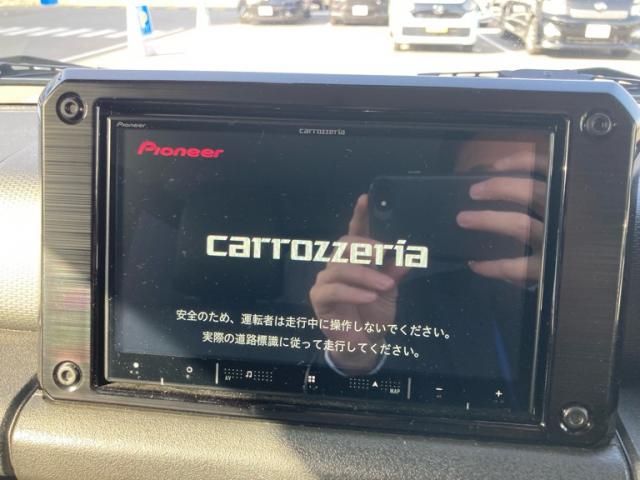 Pioneer
carrozzeria
Pioneer
carrozzeria
安全のため、運転者は走行中に操作しないでください。
実際の道路標識に従って走行してください。
AV
MAP
− +